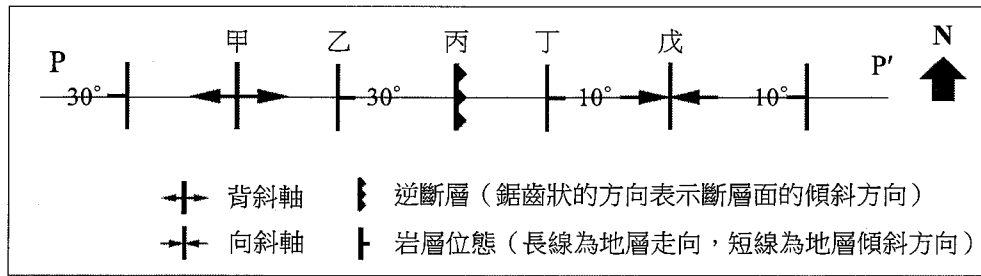 甲 乙 丙 丁 戊
P P′ N
30° 30° 10° 10°
背斜軸 逆斷層（鋸齒狀的方向表示斷層面的傾斜方向）
向斜軸 岩層位態（長線為地層走向，短線為地層傾斜方向）